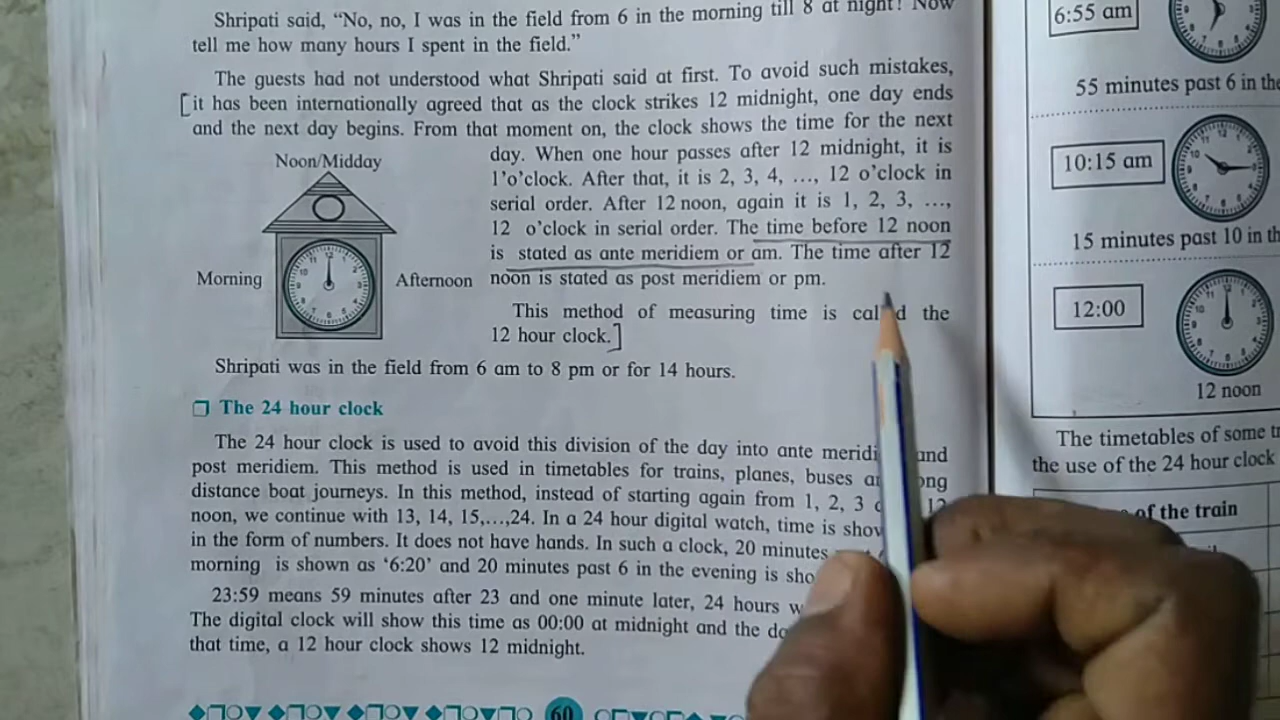 Shripati said, “No, no, I was in the field from 6 in the morning till 8 at night! Now
tell me how many hours I spent in the field.”
The guests had not understood what Shripati said at first. To avoid such mistakes,
[it has been internationally agreed that as the clock strikes 12 midnight, one day ends
and the next day begins. From that moment on, the clock shows the time for the next
Noon/Midday
Morning
Afternoon
day. When one hour passes after 12 midnight, it is
1’o’clock. After that, it is 2, 3, 4, ..., 12 o’clock in
serial order. After 12 noon, again it is 1, 2, 3, ...,
12 o’clock in serial order. The time before 12 noon
is stated as ante meridiem or am. The time after 12
noon is stated as post meridiem or pm.
This method of measuring time is the
12 hour clock.]
Shripati was in the field from 6 am to 8 pm or for 14 hours.
❒ The 24 hour clock
The 24 hour clock is used to avoid this division of the day into ante and
post meridiem. This method is used in timetables for trains, planes, buses
distance boat journeys. In this method, instead of starting again from 1, 2, 3
noon, we continue with 13, 14, 15,...,24. In a 24 hour digital watch, time is
in the form of numbers. It does not have hands. In such a clock, 20 minutes
morning is shown as ‘6:20’ and 20 minutes past 6 in the evening is
23:59 means 59 minutes after 23 and one minute later, 24 hours
The digital clock will show this time as 00:00 at midnight and the
that time, a 12 hour clock shows 12 midnight.
60
6:55 am
55 minutes past 6 in
10:15 am
15 minutes past 10 in
12:00
12 noon
The timetables of some
the use of the 24 hour clock
of the train